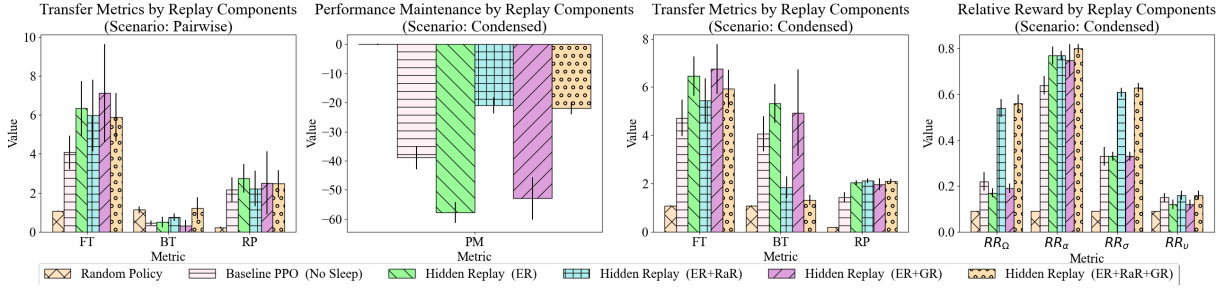 Transfer Metrics by Replay Components
(Scenario: Pairwise)
Value
10
8
6
4
2
0
FT
BT
RP
Metric
Performance Maintenance by Replay Components
(Scenario: Condensed)
Value
0
−10
−20
−30
−40
−50
−60
PM
Metric
Transfer Metrics by Replay Components
(Scenario: Condensed)
Value
8
6
4
2
0
FT
BT
RP
Metric
Relative Reward by Replay Components
(Scenario: Condensed)
Value
0.8
0.6
0.4
0.2
0.0
RR_Ω
RR_α
RR_σ
RR_υ
Metric
Random Policy
Baseline PPO (No Sleep)
Hidden Replay (ER)
Hidden Replay (ER+RaR)
Hidden Replay (ER+GR)
Hidden Replay (ER+RaR+GR)